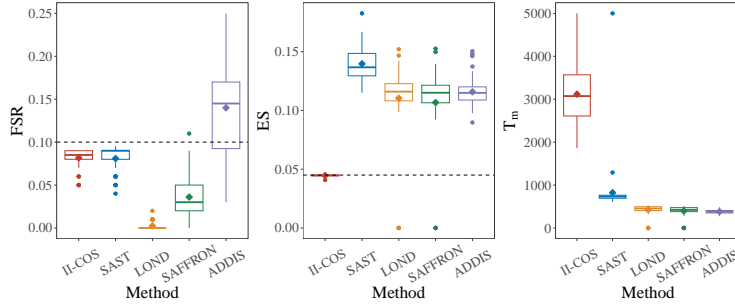 FSR
0.25
0.20
0.15
0.10
0.05
0.00
II-COS SAST LOND SAFFRON ADDIS
Method
ES
0.15
0.10
0.05
0.00
II-COS SAST LOND SAFFRON ADDIS
Method
Tm
5000
4000
3000
2000
1000
0
II-COS SAST LOND SAFFRON ADDIS
Method